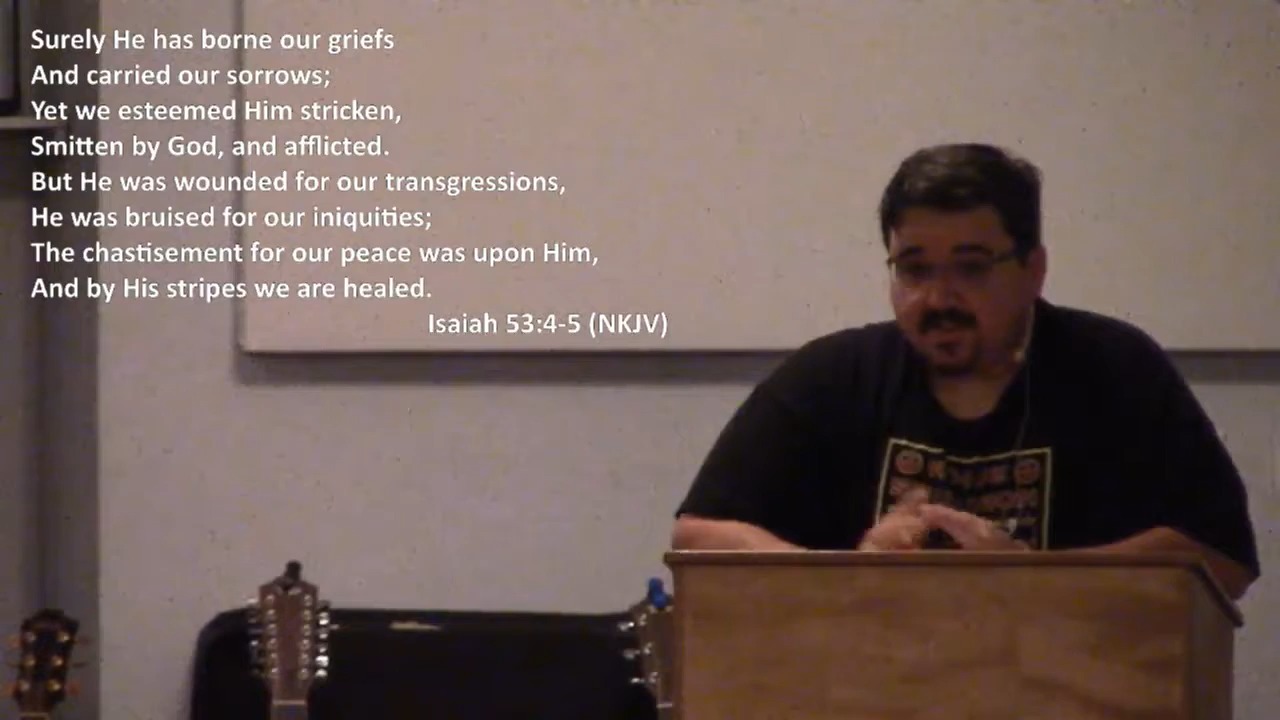 Surely He has borne our griefs
And carried our sorrows;
Yet we esteemed Him stricken,
Smitten by God, and afflicted.
But He was wounded for our transgressions,
He was bruised for our iniquities;
The chastisement for our peace was upon Him,
And by His stripes we are healed.
Isaiah 53:4-5 (NKJV)